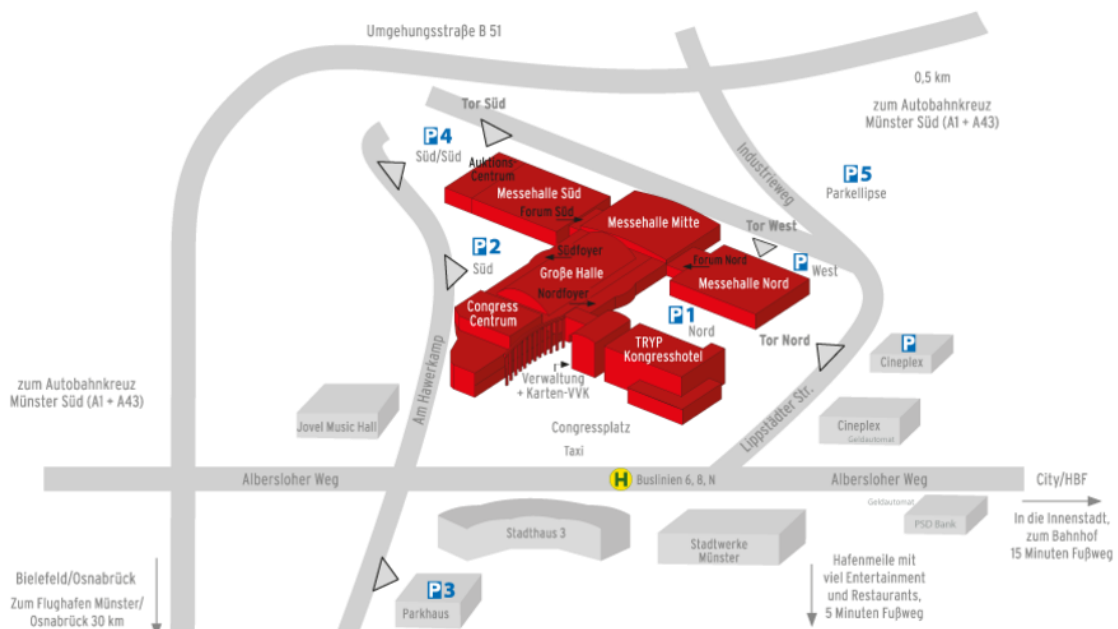 Umgehungsstraße B 51
0,5 km
zum Autobahnkreuz
Münster Süd (A1 + A43)
Tor Süd
P 4
Süd/Süd
Industrieweg
P 5
Parkellipse
Auktions-
Centrum
Messehalle Süd
Forum Süd
Messehalle Mitte
Tor West
P 2
Süd
Südfoyer
Große Halle
Forum Nord
Messehalle Nord
P
West
Nordfoyer
Congress
Centrum
P 1
Nord
TRYP
Kongresshotel
Tor Nord
P
Cineplex
Am Hawerkamp
Verwaltung
+ Karten-VVK
Lippstädter Str.
zum Autobahnkreuz
Münster Süd (A1 + A43)
Jovel Music Hall
Congressplatz
Taxi
Cineplex
Geldautomat
Albersloher Weg
H Buslinien 6, 8, N
Albersloher Weg
City/HBF
Geldautomat
PSD Bank
In die Innenstadt,
zum Bahnhof
15 Minuten Fußweg
Stadthaus 3
Stadtwerke
Münster
Hafenmeile mit
viel Entertainment
und Restaurants,
5 Minuten Fußweg
Bielefeld/Osnabrück
Zum Flughafen Münster/
Osnabrück 30 km
P 3
Parkhaus